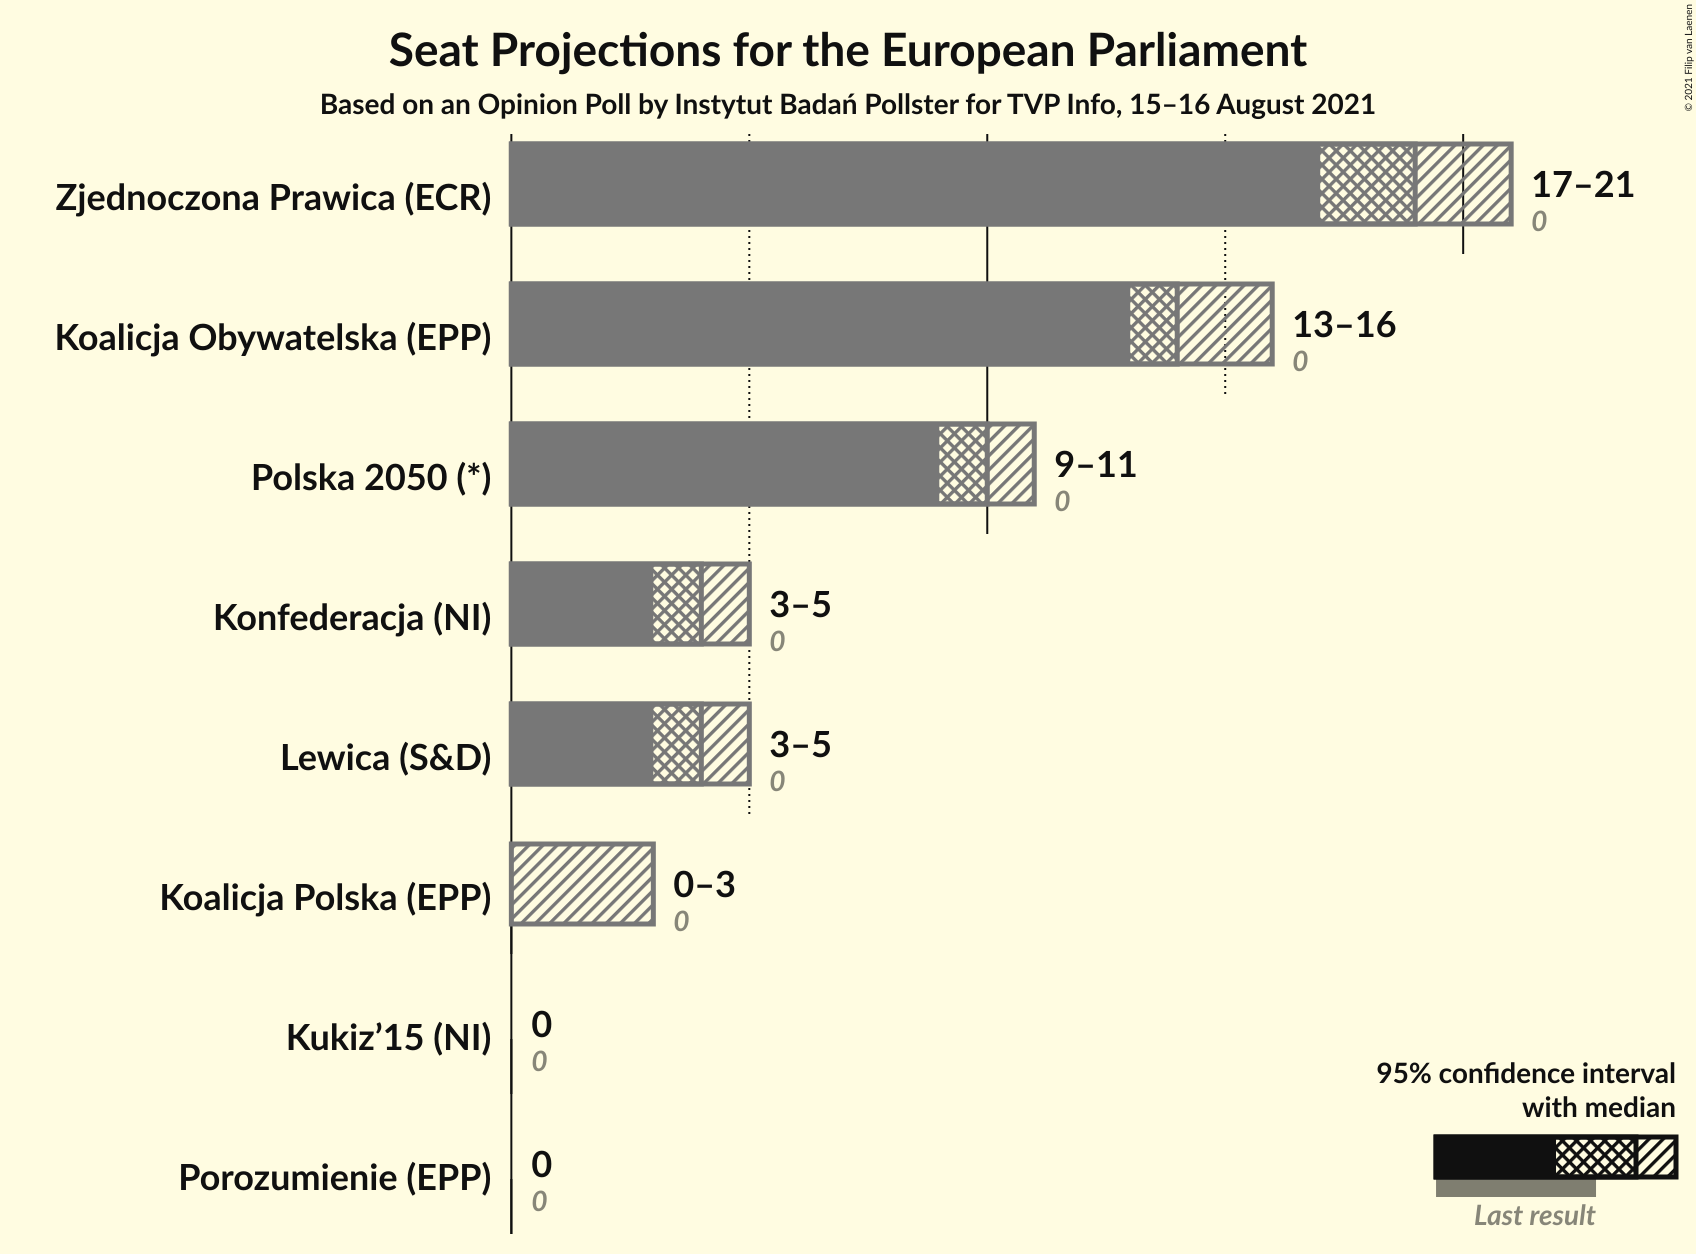 Seat Projections for the European Parliament
Based on an Opinion Poll by Instytut Badań Pollster for TVP Info, 15–16 August 2021
© 2021 Filip van Laenen
Zjednoczona Prawica (ECR)
17–21
0
Koalicja Obywatelska (EPP)
13–16
0
Polska 2050 (*)
9–11
0
Konfederacja (NI)
3–5
0
Lewica (S&D)
3–5
0
Koalicja Polska (EPP)
0–3
0
Kukiz’15 (NI)
0
0
Porozumienie (EPP)
0
0
95% confidence interval
with median
Last result